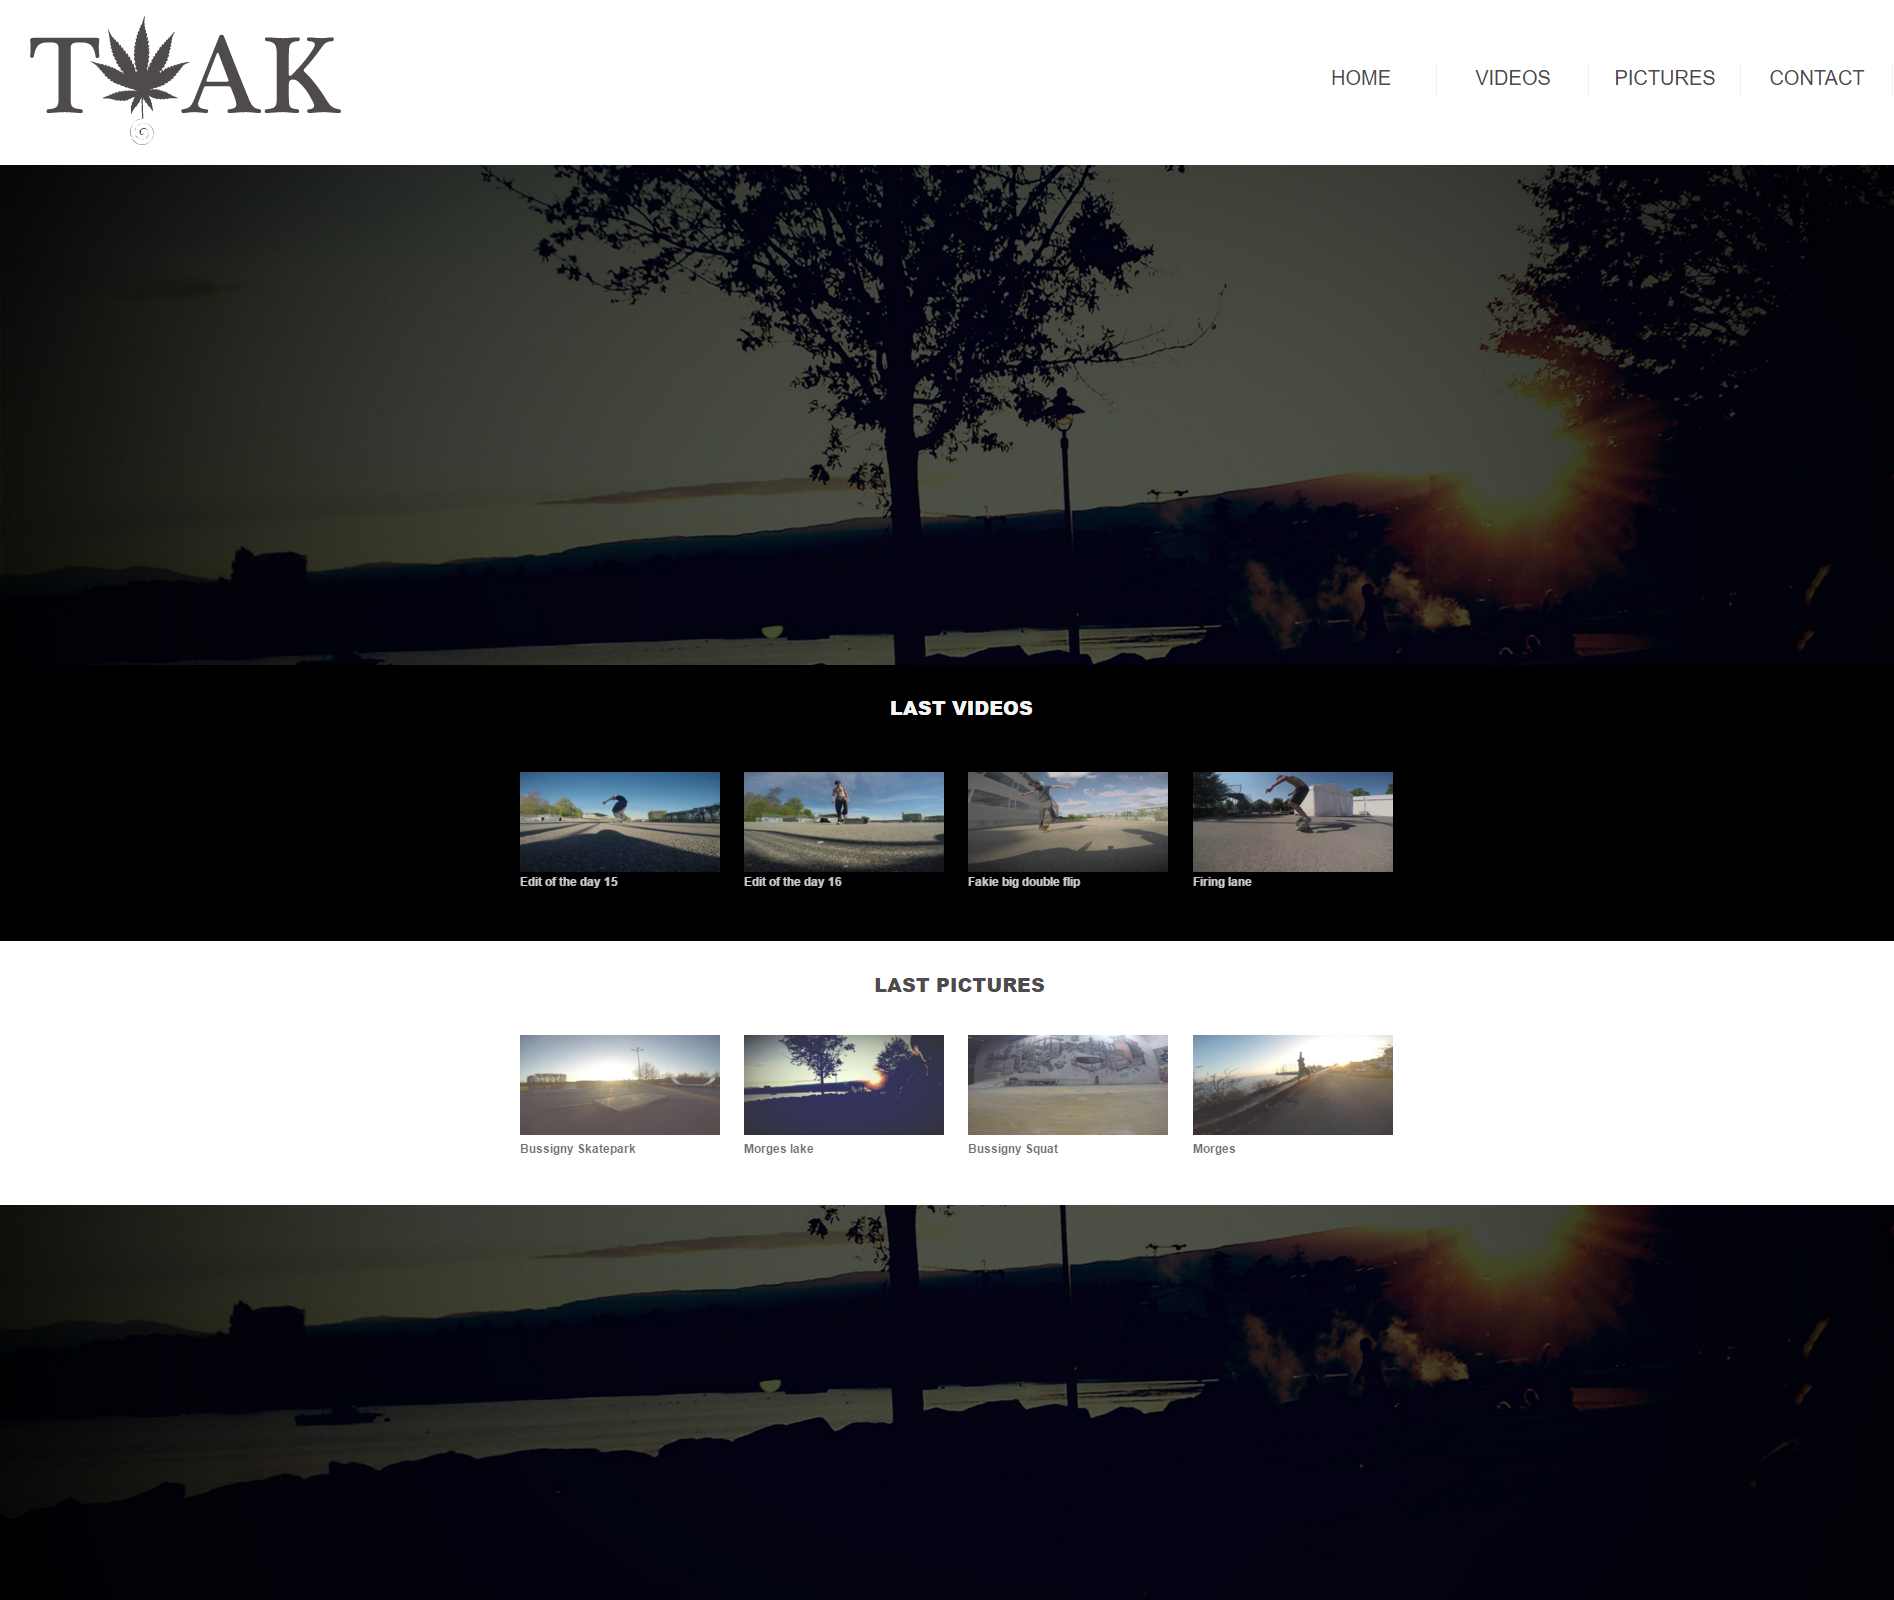 T AK
HOME
VIDEOS
PICTURES
CONTACT
LAST VIDEOS
Edit of the day 15
Edit of the day 16
Fakie big double flip
Firing lane
LAST PICTURES
Bussigny Skatepark
Morges lake
Bussigny Squat
Morges